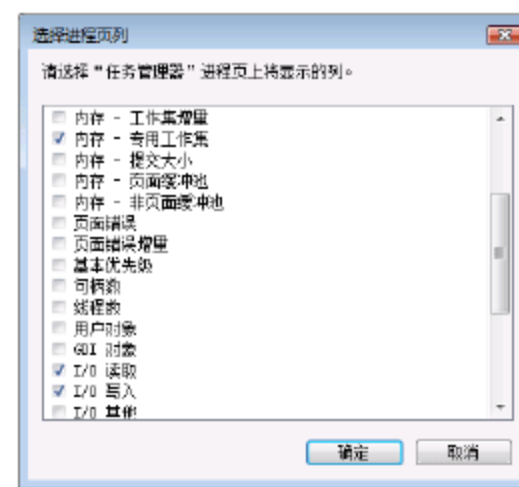 选择进程页列
请选择“任务管理器”进程页上将显示的列。
内存 - 工作集增量
内存 - 专用工作集
内存 - 提交大小
内存 - 页面缓冲池
内存 - 非页面缓冲池
页面错误
页面错误增量
基本优先级
句柄数
线程数
用户对象
GDI 对象
I/O 读取
I/O 写入
I/O 其他
确定
取消